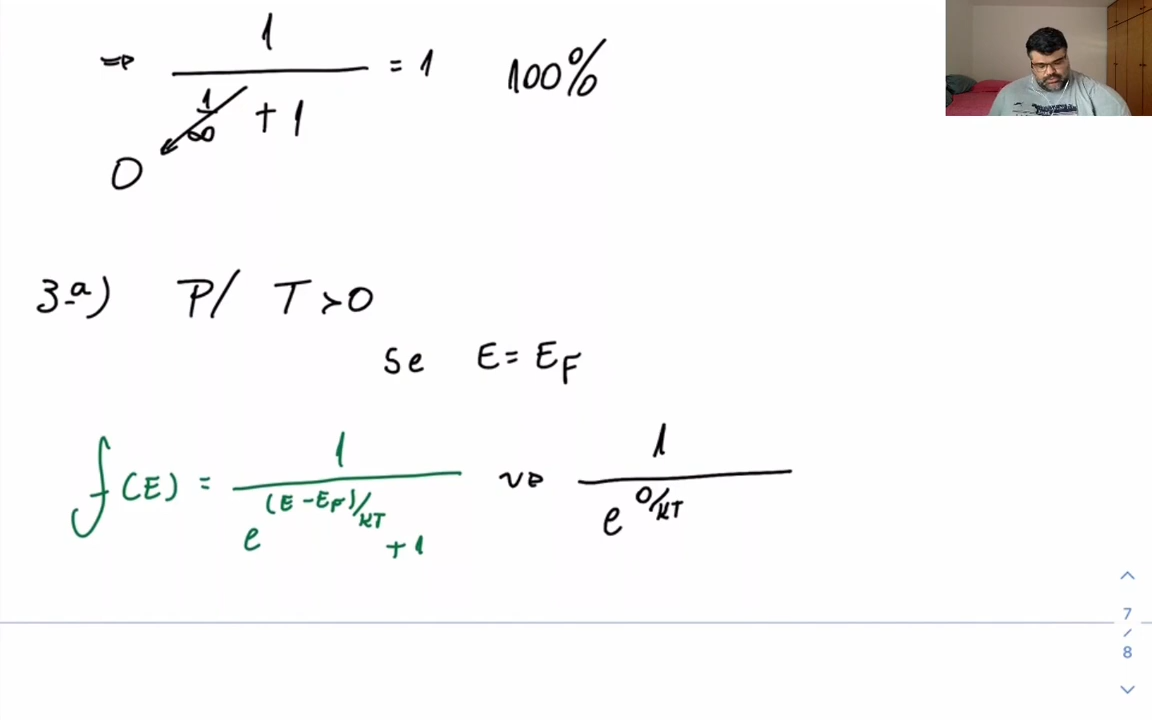 ⇒ 1 / (1/∞ + 1) = 1 100%
0
3-a) P/ T>0
Se E = E_F
f(E) = 1 / (e^((E - E_F)/kT) + 1) → 1 / e^(0/kT)
7
/
8